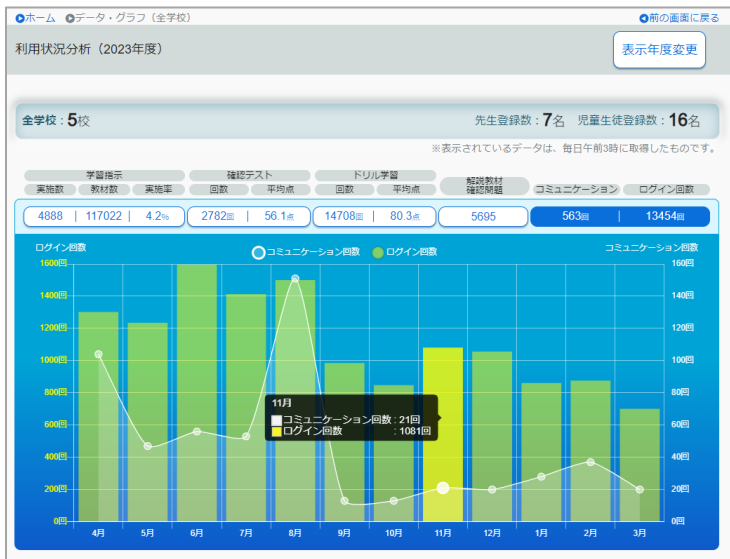 ホーム データ・グラフ（全学校） 前の画面に戻る
利用状況分析（2023年度） 表示年度変更
全学校：5校 先生登録数：7名 児童生徒登録数：16名
※表示されているデータは、毎日午前3時に取得したものです。
学習指示 確認テスト ドリル学習 解説教材
実施数 教材数 実施率 回数 平均点 回数 平均点 確認問題 コミュニケーション ログイン回数
4888 | 117022 | 4.2% 2782回 | 56.1点 14708回 | 80.3点 5695 563回 | 13454回
ログイン回数 コミュニケーション回数 ログイン回数 コミュニケーション回数
1600回 160回
1400回 140回
1200回 120回
1000回 100回
800回 80回
11月
コミュニケーション回数：21回
ログイン回数：1081回
600回 60回
400回 40回
200回 20回
0回 0回
4月 5月 6月 7月 8月 9月 10月 11月 12月 1月 2月 3月